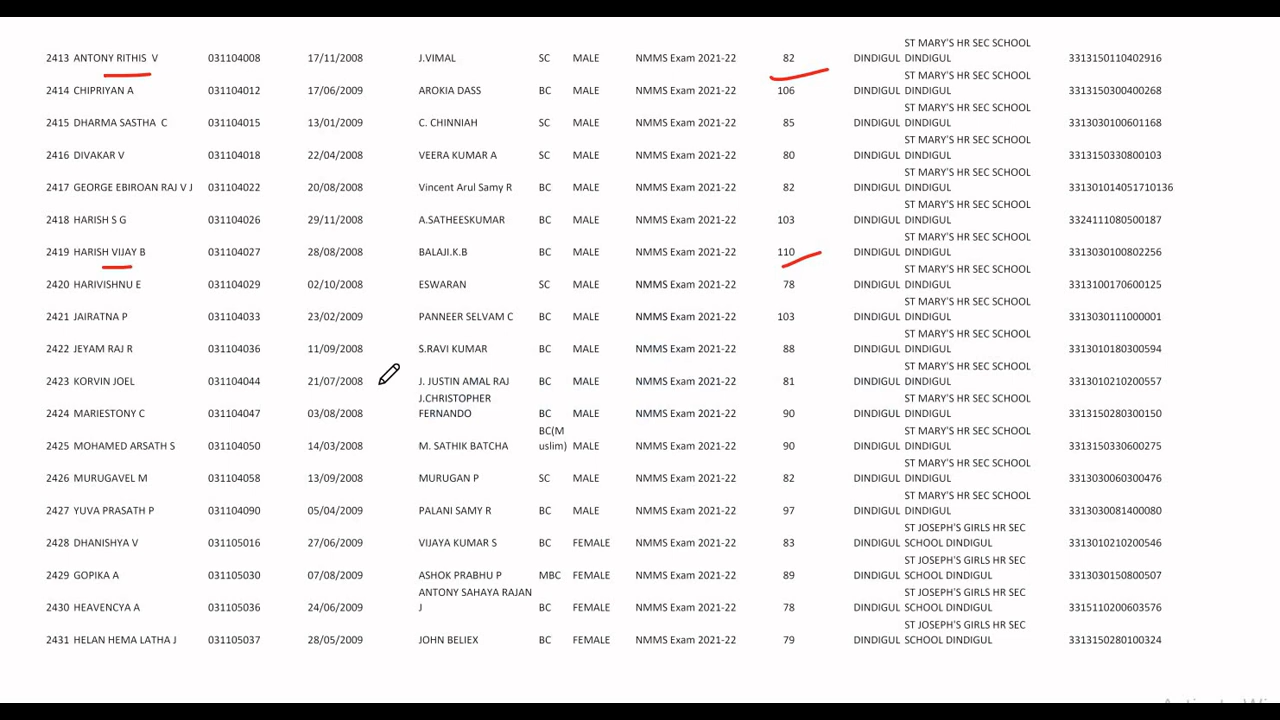 ST MARY'S HR SEC SCHOOL
2413 ANTONY RITHIS V 031104008 17/11/2008 J.VIMAL SC MALE NMMS Exam 2021-22 82 DINDIGUL DINDIGUL 3313150110402916
ST MARY'S HR SEC SCHOOL
2414 CHIPRIYAN A 031104012 17/06/2009 AROKIA DASS BC MALE NMMS Exam 2021-22 106 DINDIGUL DINDIGUL 3313150300400268
ST MARY'S HR SEC SCHOOL
2415 DHARMA SASTHA C 031104015 13/01/2009 C. CHINNIAH SC MALE NMMS Exam 2021-22 85 DINDIGUL DINDIGUL 3313030100601168
ST MARY'S HR SEC SCHOOL
2416 DIVAKAR V 031104018 22/04/2008 VEERA KUMAR A SC MALE NMMS Exam 2021-22 80 DINDIGUL DINDIGUL 3313150330800103
ST MARY'S HR SEC SCHOOL
2417 GEORGE EBIROAN RAJ V J 031104022 20/08/2008 Vincent Arul Samy R BC MALE NMMS Exam 2021-22 82 DINDIGUL DINDIGUL 331301014051710136
ST MARY'S HR SEC SCHOOL
2418 HARISH S G 031104026 29/11/2008 A.SATHEESKUMAR BC MALE NMMS Exam 2021-22 103 DINDIGUL DINDIGUL 3324111080500187
ST MARY'S HR SEC SCHOOL
2419 HARISH VIJAY B 031104027 28/08/2008 BALAJI.K.B BC MALE NMMS Exam 2021-22 110 DINDIGUL DINDIGUL 3313030100802256
ST MARY'S HR SEC SCHOOL
2420 HARIVISHNU E 031104029 02/10/2008 ESWARAN SC MALE NMMS Exam 2021-22 78 DINDIGUL DINDIGUL 3313100170600125
ST MARY'S HR SEC SCHOOL
2421 JAIRATNA P 031104033 23/02/2009 PANNEER SELVAM C BC MALE NMMS Exam 2021-22 103 DINDIGUL DINDIGUL 3313030111000001
ST MARY'S HR SEC SCHOOL
2422 JEYAM RAJ R 031104036 11/09/2008 S.RAVI KUMAR BC MALE NMMS Exam 2021-22 88 DINDIGUL DINDIGUL 3313010180300594
ST MARY'S HR SEC SCHOOL
2423 KORVIN JOEL 031104044 21/07/2008 J. JUSTIN AMAL RAJ BC MALE NMMS Exam 2021-22 81 DINDIGUL DINDIGUL 3313010210200557
J.CHRISTOPHER ST MARY'S HR SEC SCHOOL
2424 MARIESTONY C 031104047 03/08/2008 FERNANDO BC MALE NMMS Exam 2021-22 90 DINDIGUL DINDIGUL 3313150280300150
BC(M ST MARY'S HR SEC SCHOOL
2425 MOHAMED ARSATH S 031104050 14/03/2008 M. SATHIK BATCHA uslim) MALE NMMS Exam 2021-22 90 DINDIGUL DINDIGUL 3313150330600275
ST MARY'S HR SEC SCHOOL
2426 MURUGAVEL M 031104058 13/09/2008 MURUGAN P SC MALE NMMS Exam 2021-22 82 DINDIGUL DINDIGUL 3313030060300476
ST MARY'S HR SEC SCHOOL
2427 YUVA PRASATH P 031104090 05/04/2009 PALANI SAMY R BC MALE NMMS Exam 2021-22 97 DINDIGUL DINDIGUL 3313030081400080
ST JOSEPH'S GIRLS HR SEC
2428 DHANISHYA V 031105016 27/06/2009 VIJAYA KUMAR S BC FEMALE NMMS Exam 2021-22 83 DINDIGUL SCHOOL DINDIGUL 3313010210200546
ST JOSEPH'S GIRLS HR SEC
2429 GOPIKA A 031105030 07/08/2009 ASHOK PRABHU P MBC FEMALE NMMS Exam 2021-22 89 DINDIGUL SCHOOL DINDIGUL 3313030150800507
ANTONY SAHAYA RAJAN ST JOSEPH'S GIRLS HR SEC
2430 HEAVENCYA A 031105036 24/06/2009 J BC FEMALE NMMS Exam 2021-22 78 DINDIGUL SCHOOL DINDIGUL 3315110200603576
ST JOSEPH'S GIRLS HR SEC
2431 HELAN HEMA LATHA J 031105037 28/05/2009 JOHN BELIEX BC FEMALE NMMS Exam 2021-22 79 DINDIGUL SCHOOL DINDIGUL 3313150280100324